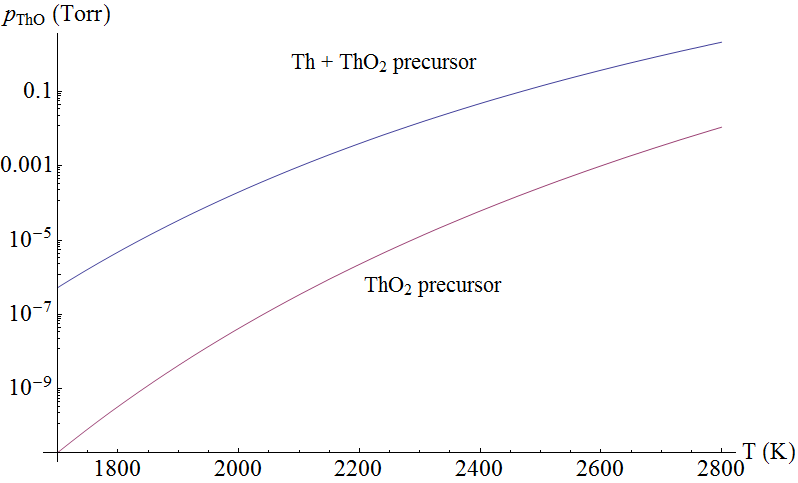 pThO (Torr)
Th + ThO₂ precursor
0.1
0.001
10⁻⁵
ThO₂ precursor
10⁻⁷
10⁻⁹
T (K)
1800 2000 2200 2400 2600 2800